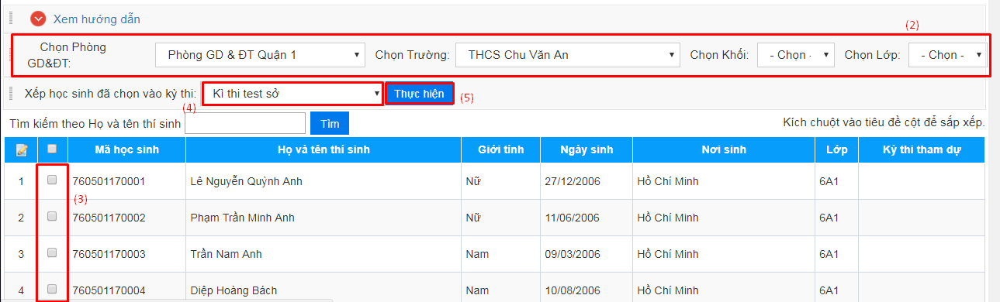 Xem hướng dẫn
(2)
Chọn Phòng GD&ĐT: Phòng GD & ĐT Quận 1 Chọn Trường: THCS Chu Văn An Chọn Khối: - Chọn - Chọn Lớp: - Chọn -
Xếp học sinh đã chọn vào kỳ thi: Kì thi test sở Thực hiện (5)
(4)
Tìm kiếm theo Họ và tên thí sinh Tìm Kích chuột vào tiêu đề cột để sắp xếp.
Mã học sinh Họ và tên thí sinh Giới tính Ngày sinh Nơi sinh Lớp Kỳ thi tham dự
1 760501170001 Lê Nguyễn Quỳnh Anh Nữ 27/12/2006 Hồ Chí Minh 6A1
(3)
2 760501170002 Phạm Trần Minh Anh Nữ 11/06/2006 Hồ Chí Minh 6A1
3 760501170003 Trần Nam Anh Nam 09/03/2006 Hồ Chí Minh 6A1
4 760501170004 Diệp Hoàng Bách Nam 10/08/2006 Hồ Chí Minh 6A1